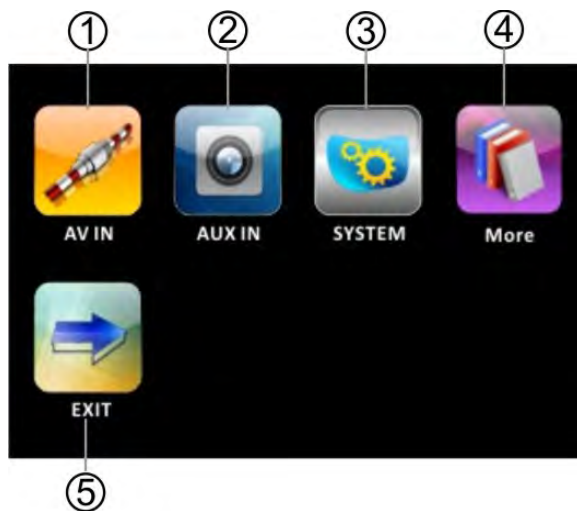 ① ② ③ ④
AV IN AUX IN SYSTEM More
EXIT
⑤